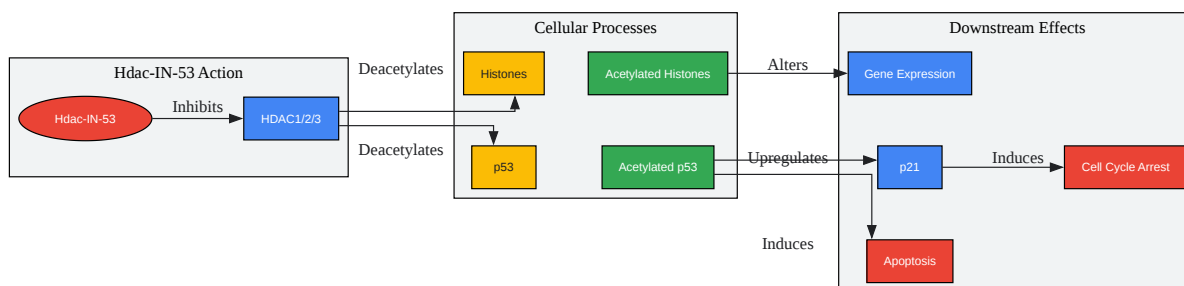 Hdac-IN-53 Action
Hdac-IN-53
Inhibits
HDAC1/2/3
Deacetylates
Deacetylates
Cellular Processes
Histones
Acetylated Histones
p53
Acetylated p53
Alters
Upregulates
Induces
Downstream Effects
Gene Expression
p21
Induces
Cell Cycle Arrest
Apoptosis